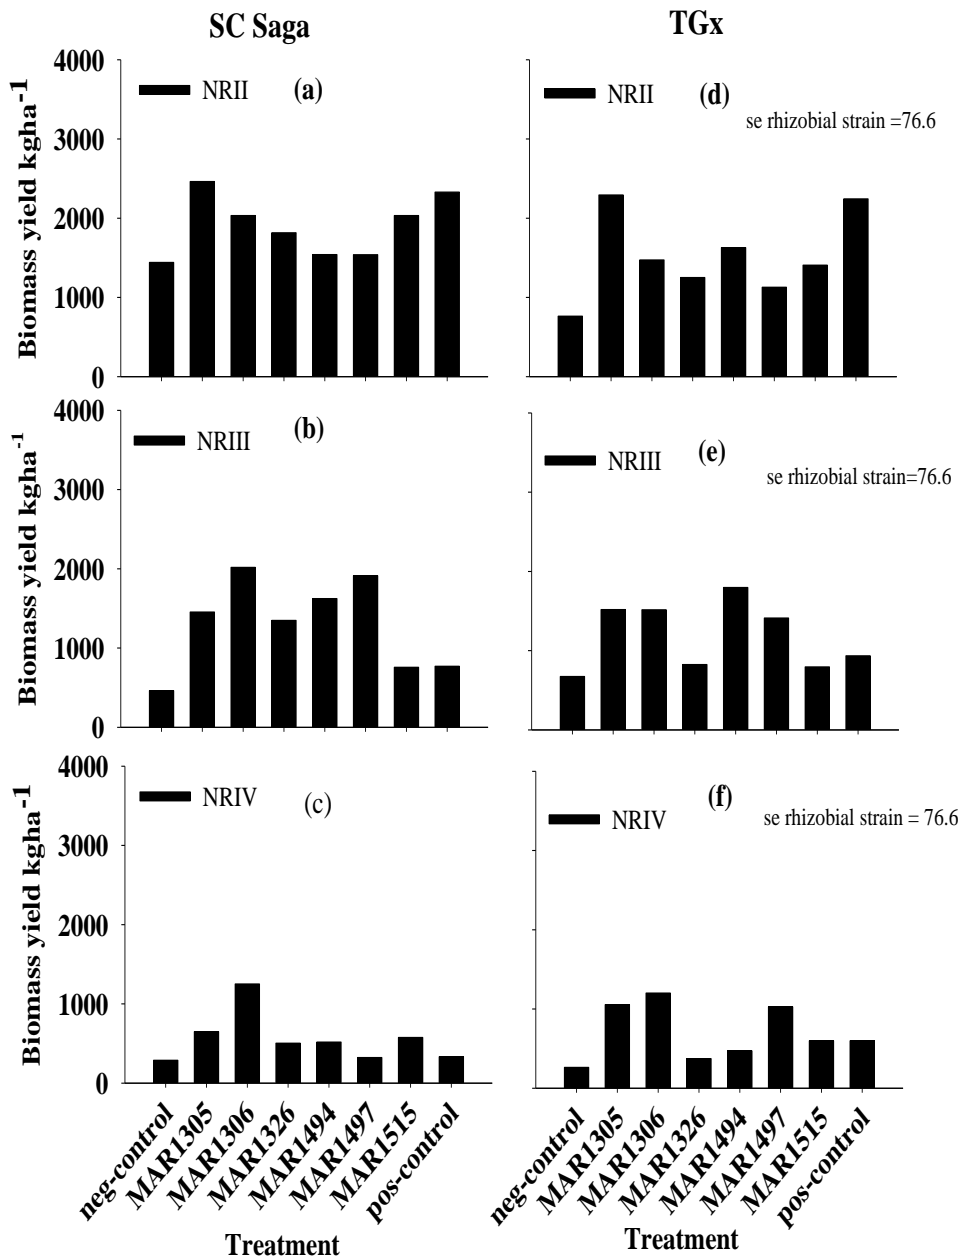 SC Saga
TGx
Biomass yield kgha-1
4000
3000
2000
1000
0
NRII
(a)
NRII
(d)
se rhizobial strain =76.6
Biomass yield kgha-1
4000
3000
2000
1000
0
NRIII
(b)
NRIII
(e)
se rhizobial strain=76.6
Biomass yield kgha-1
4000
3000
2000
1000
0
NRIV
(c)
NRIV
(f)
se rhizobial strain = 76.6
neg-control
MAR1305
MAR1306
MAR1326
MAR1494
MAR1497
MAR1515
pos-control
Treatment
neg-control
MAR1305
MAR1306
MAR1326
MAR1494
MAR1497
MAR1515
pos-control
Treatment